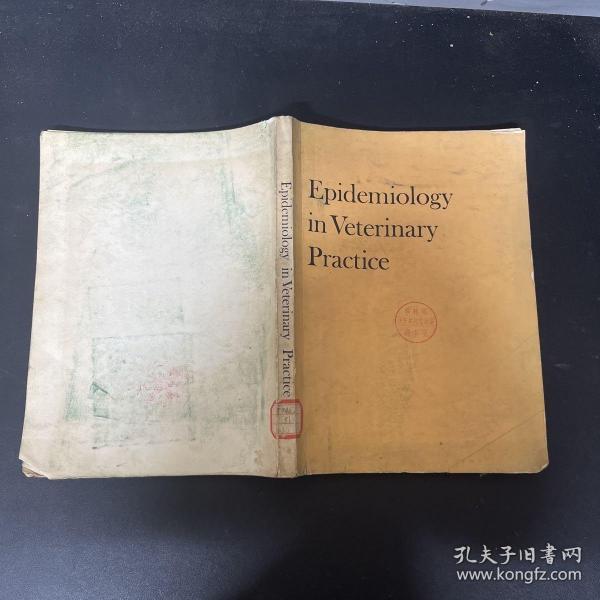 Epidemiology
in Veterinary
Practice
Epidemiology in Veterinary Practice
孔夫子旧书网
www.kongfz.com